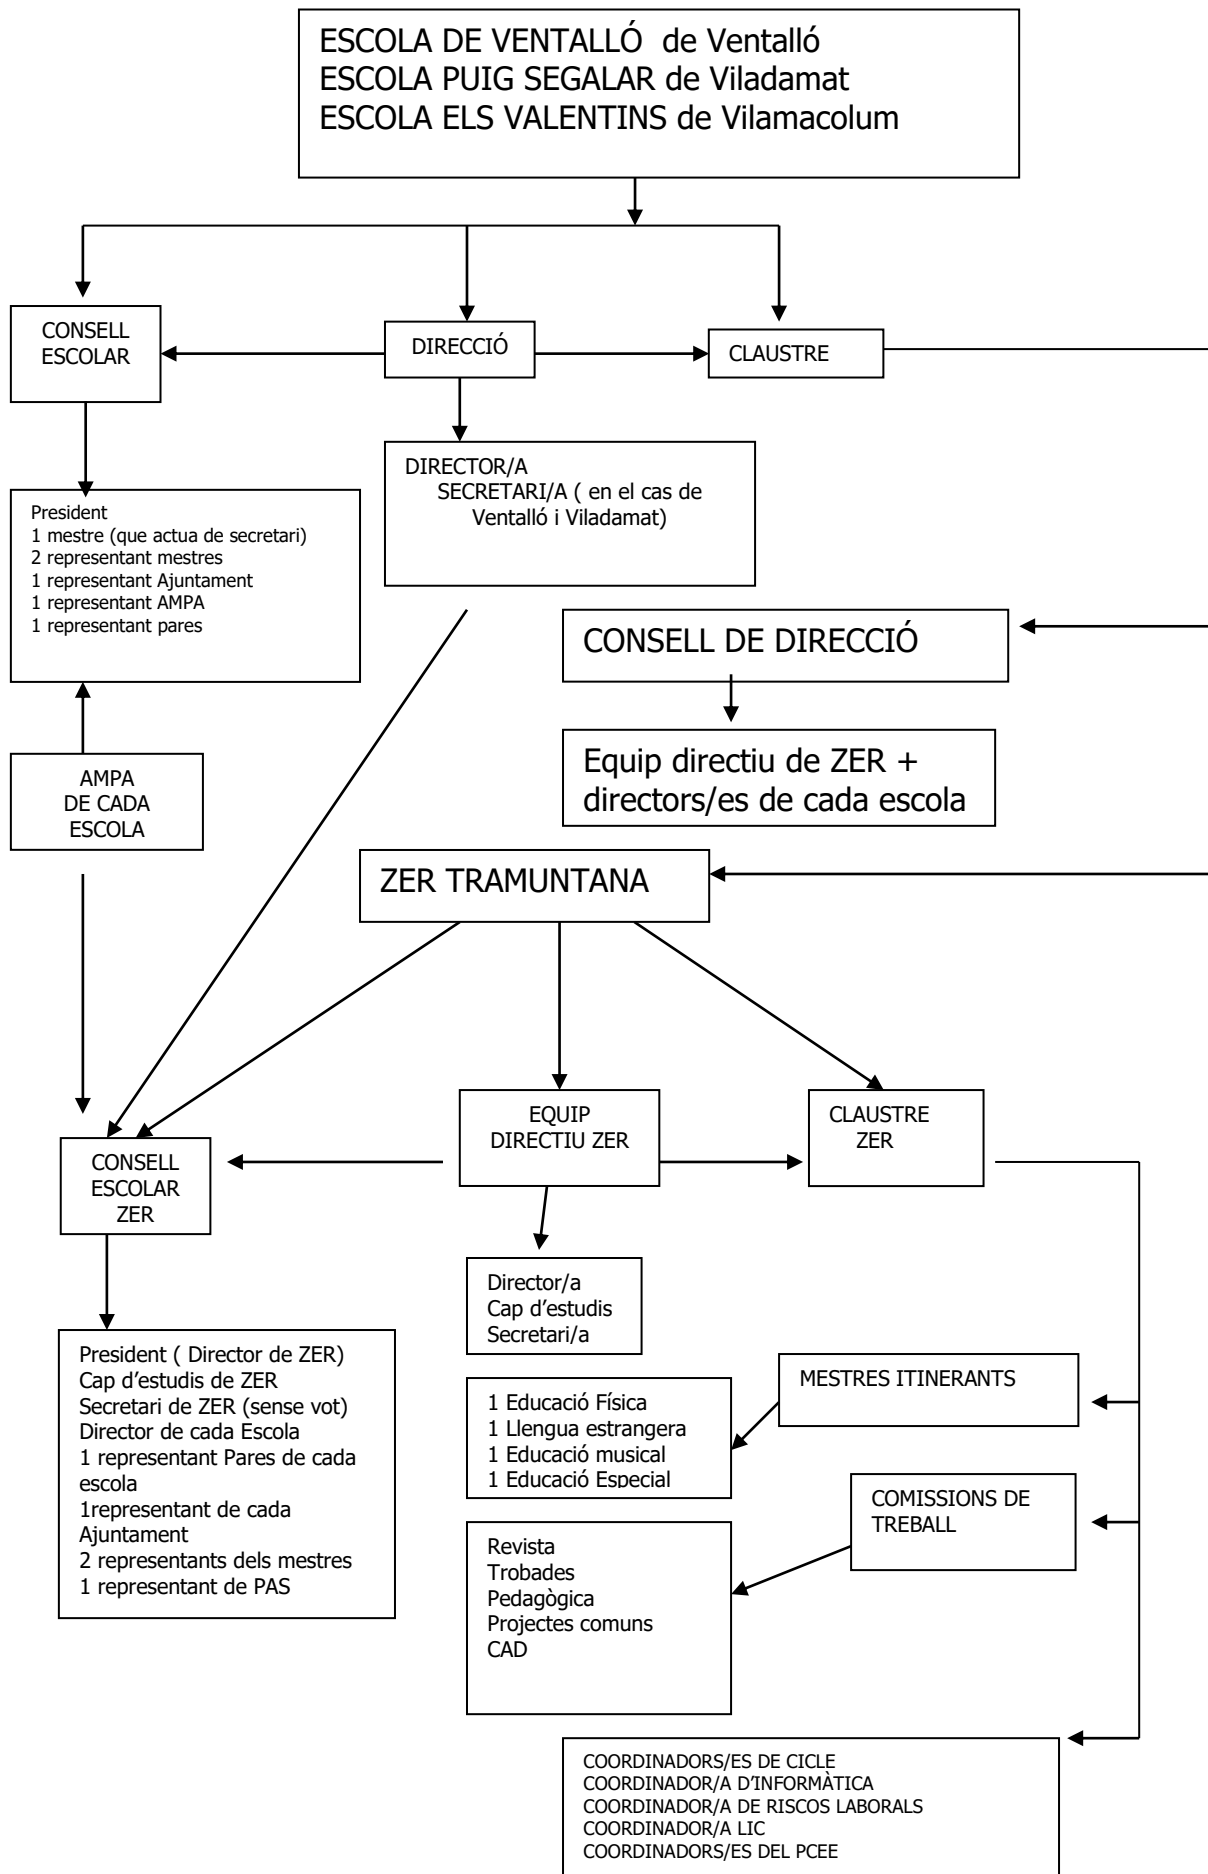 ESCOLA DE VENTALLÓ  de Ventalló
ESCOLA PUIG SEGALAR de Viladamat
ESCOLA ELS VALENTINS de Vilamacolum
CONSELL
ESCOLAR
DIRECCIÓ
CLAUSTRE
DIRECTOR/A
SECRETARI/A ( en el cas de
Ventalló i Viladamat)
President
1 mestre (que actua de secretari)
2 representant mestres
1 representant Ajuntament
1 representant AMPA
1 representant pares
CONSELL DE DIRECCIÓ
Equip directiu de ZER +
directors/es de cada escola
AMPA
DE CADA
ESCOLA
ZER TRAMUNTANA
EQUIP
DIRECTIU ZER
CLAUSTRE
ZER
CONSELL
ESCOLAR
ZER
Director/a
Cap d’estudis
Secretari/a
President ( Director de ZER)
Cap d’estudis de ZER
Secretari de ZER (sense vot)
Director de cada Escola
1 representant Pares de cada
escola
1representant de cada
Ajuntament
2 representants dels mestres
1 representant de PAS
MESTRES ITINERANTS
1 Educació Física
1 Llengua estrangera
1 Educació musical
1 Educació Especial
COMISSIONS DE
TREBALL
Revista
Trobades
Pedagògica
Projectes comuns
CAD
COORDINADORS/ES DE CICLE
COORDINADOR/A D’INFORMÀTICA
COORDINADOR/A DE RISCOS LABORALS
COORDINADOR/A LIC
COORDINADORS/ES DEL PCEE